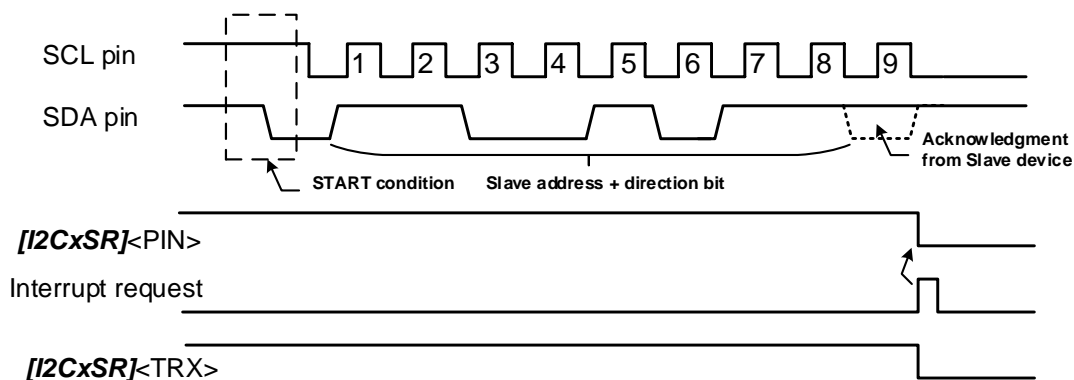 SCL pin
1 2 3 4 5 6 7 8 9
SDA pin
Acknowledgment
from Slave device
START condition
Slave address + direction bit
[I2CxSR]<PIN>
Interrupt request
[I2CxSR]<TRX>